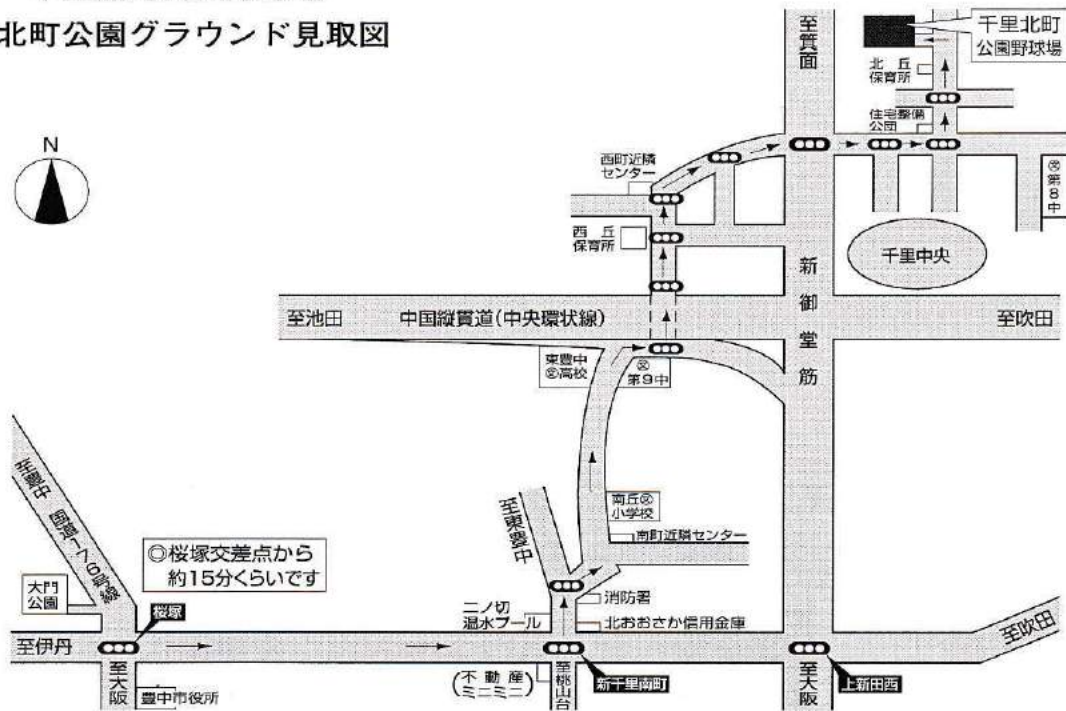 北町公園グラウンド見取図
N
至箕面
千里北町
公園野球場
北丘
保育所
住宅整備
公団
西町近隣
センター
㊫第8中
西丘
保育所
千里中央
新御堂筋
至池田
中国縦貫道(中央環状線)
至吹田
東豊中
㊫高校
㊫
第9中
至豊中
国道176号線
至東豊中
南丘㊫
小学校
南町近隣センター
◎桜塚交差点から
約15分くらいです
大門
公園
桜塚
二ノ切
温水プール
消防署
北おおさか信用金庫
至伊丹
至吹田
至大阪
豊中市役所
(不動産
ミニミニ)
至桃山台
新千里南町
至大阪
上新田西